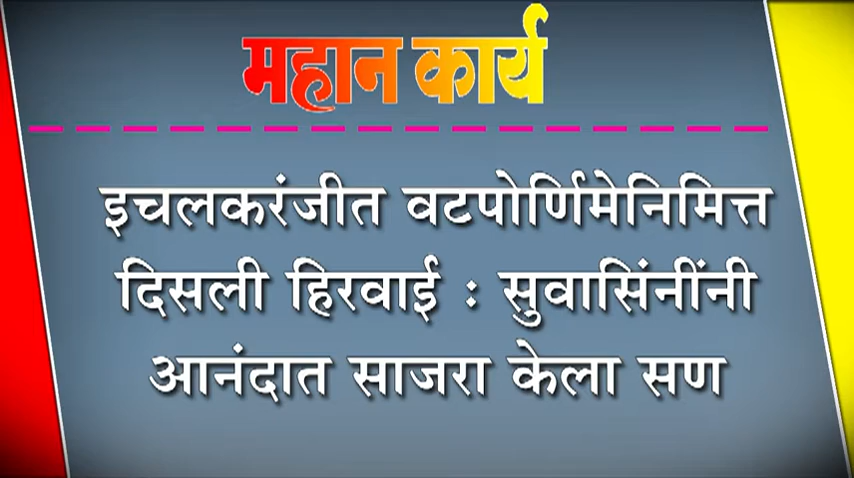 महान कार्य
इचलकरंजीत वटपोर्णिमेनिमित्त
दिसली हिरवाई : सुवासिंनींनी
आनंदात साजरा केला सण